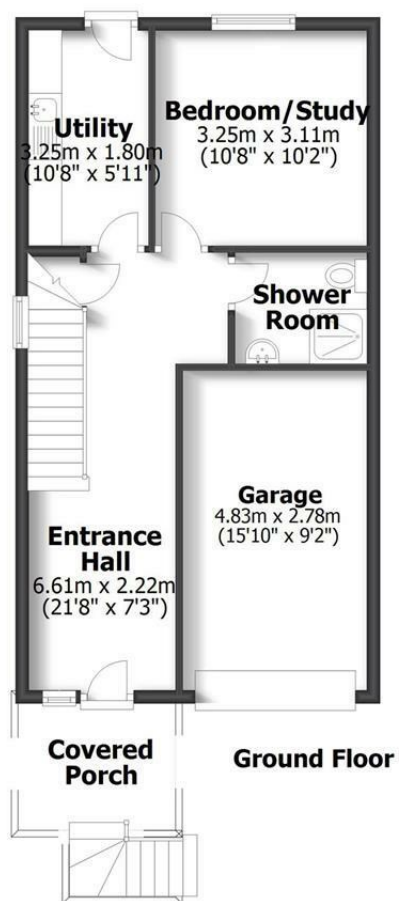 Utility
3.25m x 1.80m
(10'8" x 5'11")
Bedroom/Study
3.25m x 3.11m
(10'8" x 10'2")
Shower
Room
Garage
4.83m x 2.78m
(15'10" x 9'2")
Entrance
Hall
6.61m x 2.22m
(21'8" x 7'3")
Covered
Porch
Ground Floor